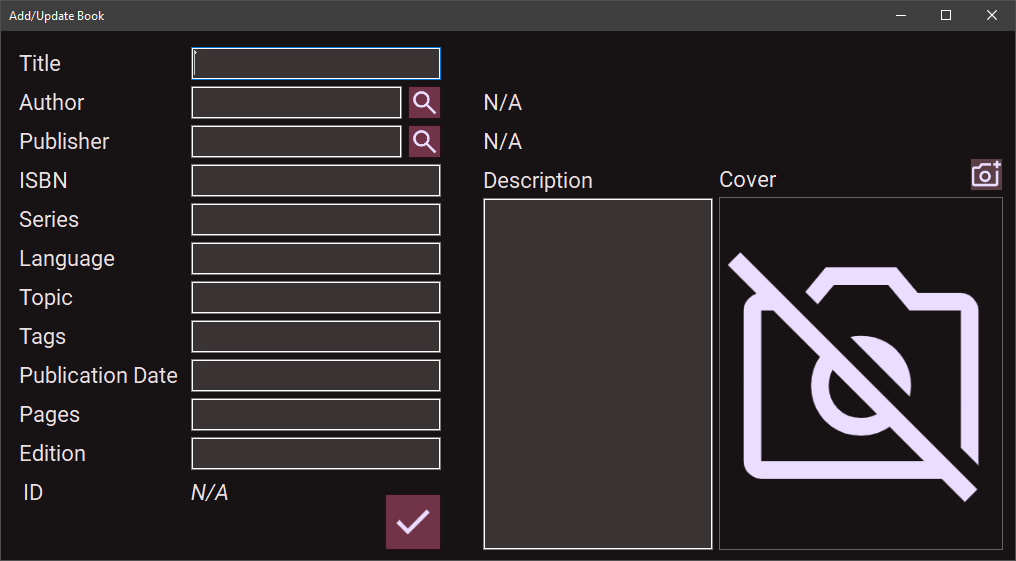 Add/Update Book
Title
Author
N/A
Publisher
N/A
ISBN
Description
Cover
Series
Language
Topic
Tags
Publication Date
Pages
Edition
ID
N/A